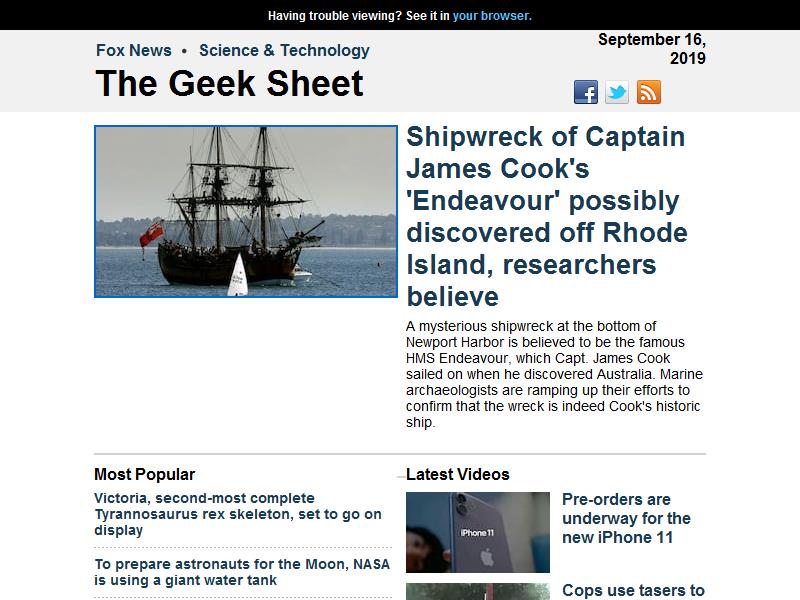 Having trouble viewing? See it in your browser.
Fox News • Science & Technology
The Geek Sheet
September 16,
2019
Shipwreck of Captain
James Cook's
'Endeavour' possibly
discovered off Rhode
Island, researchers
believe
A mysterious shipwreck at the bottom of
Newport Harbor is believed to be the famous
HMS Endeavour, which Capt. James Cook
sailed on when he discovered Australia. Marine
archaeologists are ramping up their efforts to
confirm that the wreck is indeed Cook's historic
ship.
Most Popular
Victoria, second-most complete
Tyrannosaurus rex skeleton, set to go on
display
To prepare astronauts for the Moon, NASA
is using a giant water tank
Latest Videos
iPhone 11
Pre-orders are
underway for the
new iPhone 11
Cops use tasers to